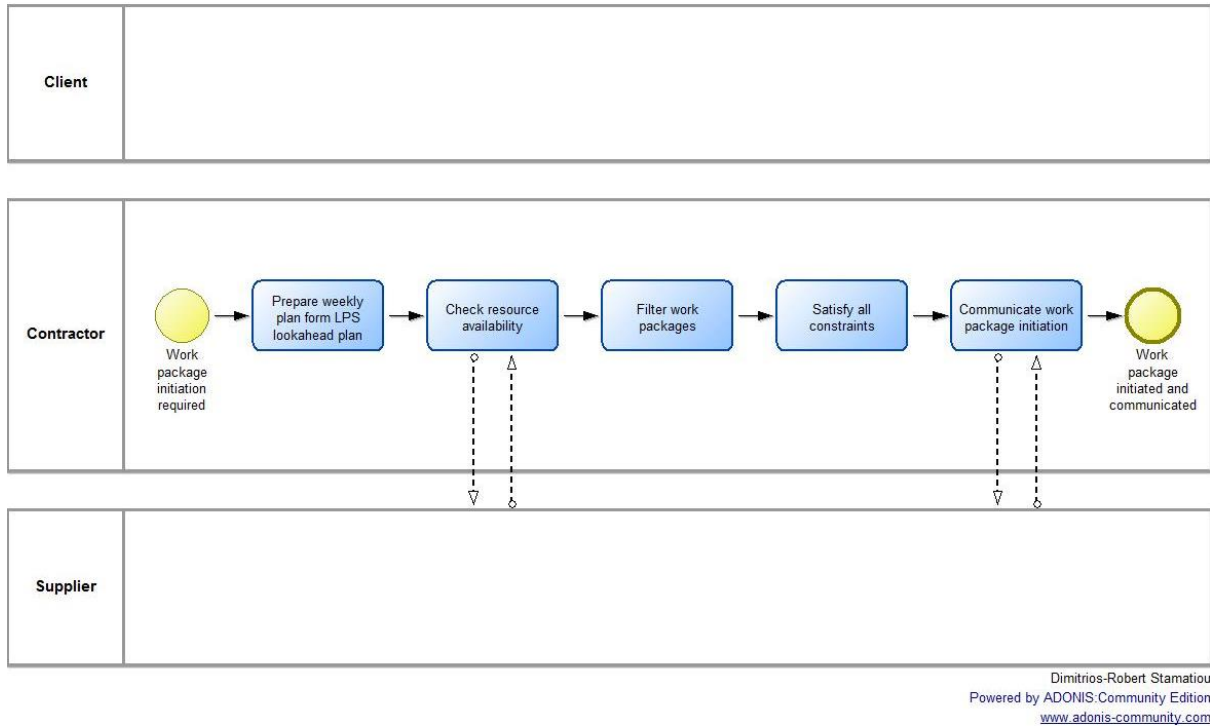 Client
Contractor
Work
package
initiation
required
Prepare weekly
plan form LPS
lookahead plan
Check resource
availability
Filter work
packages
Satisfy all
constraints
Communicate work
package initiation
Work
package
initiated and
communicated
Supplier
Dimitrios-Robert Stamatiou
Powered by ADONIS:Community Edition
www.adonis-community.com